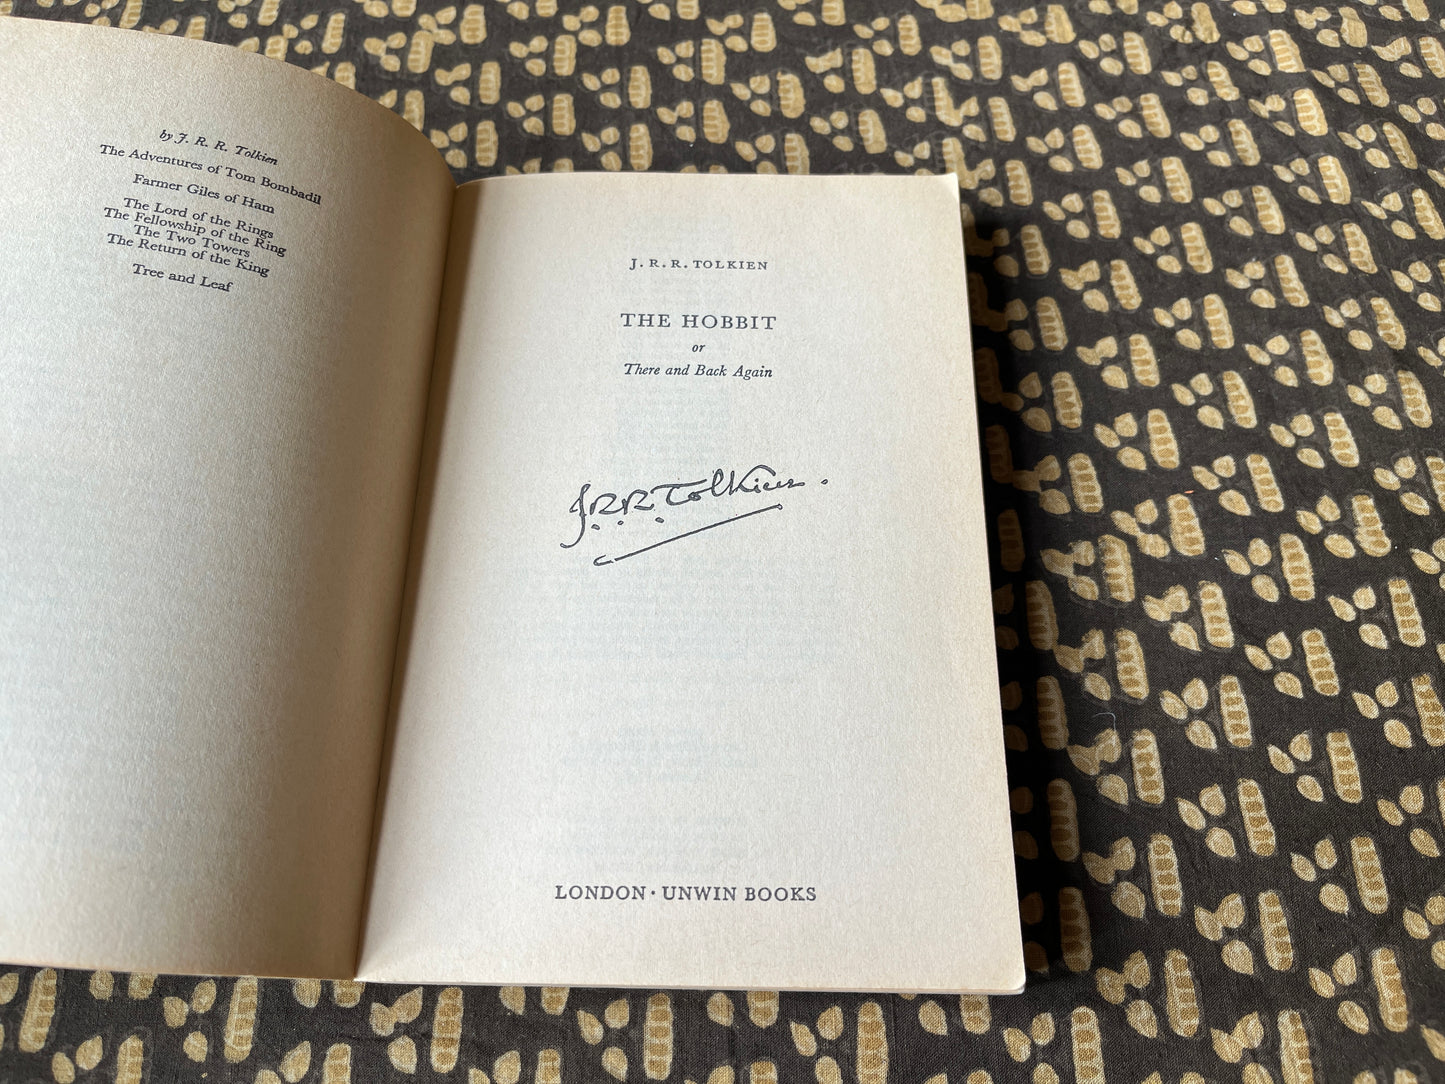 by J. R. R. Tolkien
The Adventures of Tom Bombadil
Farmer Giles of Ham
The Lord of the Rings
The Fellowship of the Ring
The Two Towers
The Return of the King
Tree and Leaf
J. R. R. TOLKIEN
THE HOBBIT
or
There and Back Again
J.R.R.Tolkien.
LONDON · UNWIN BOOKS